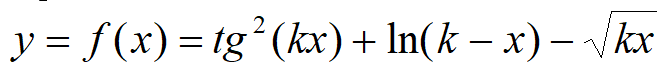 y = f(x) = tg²(kx) + ln(k − x) − √kx